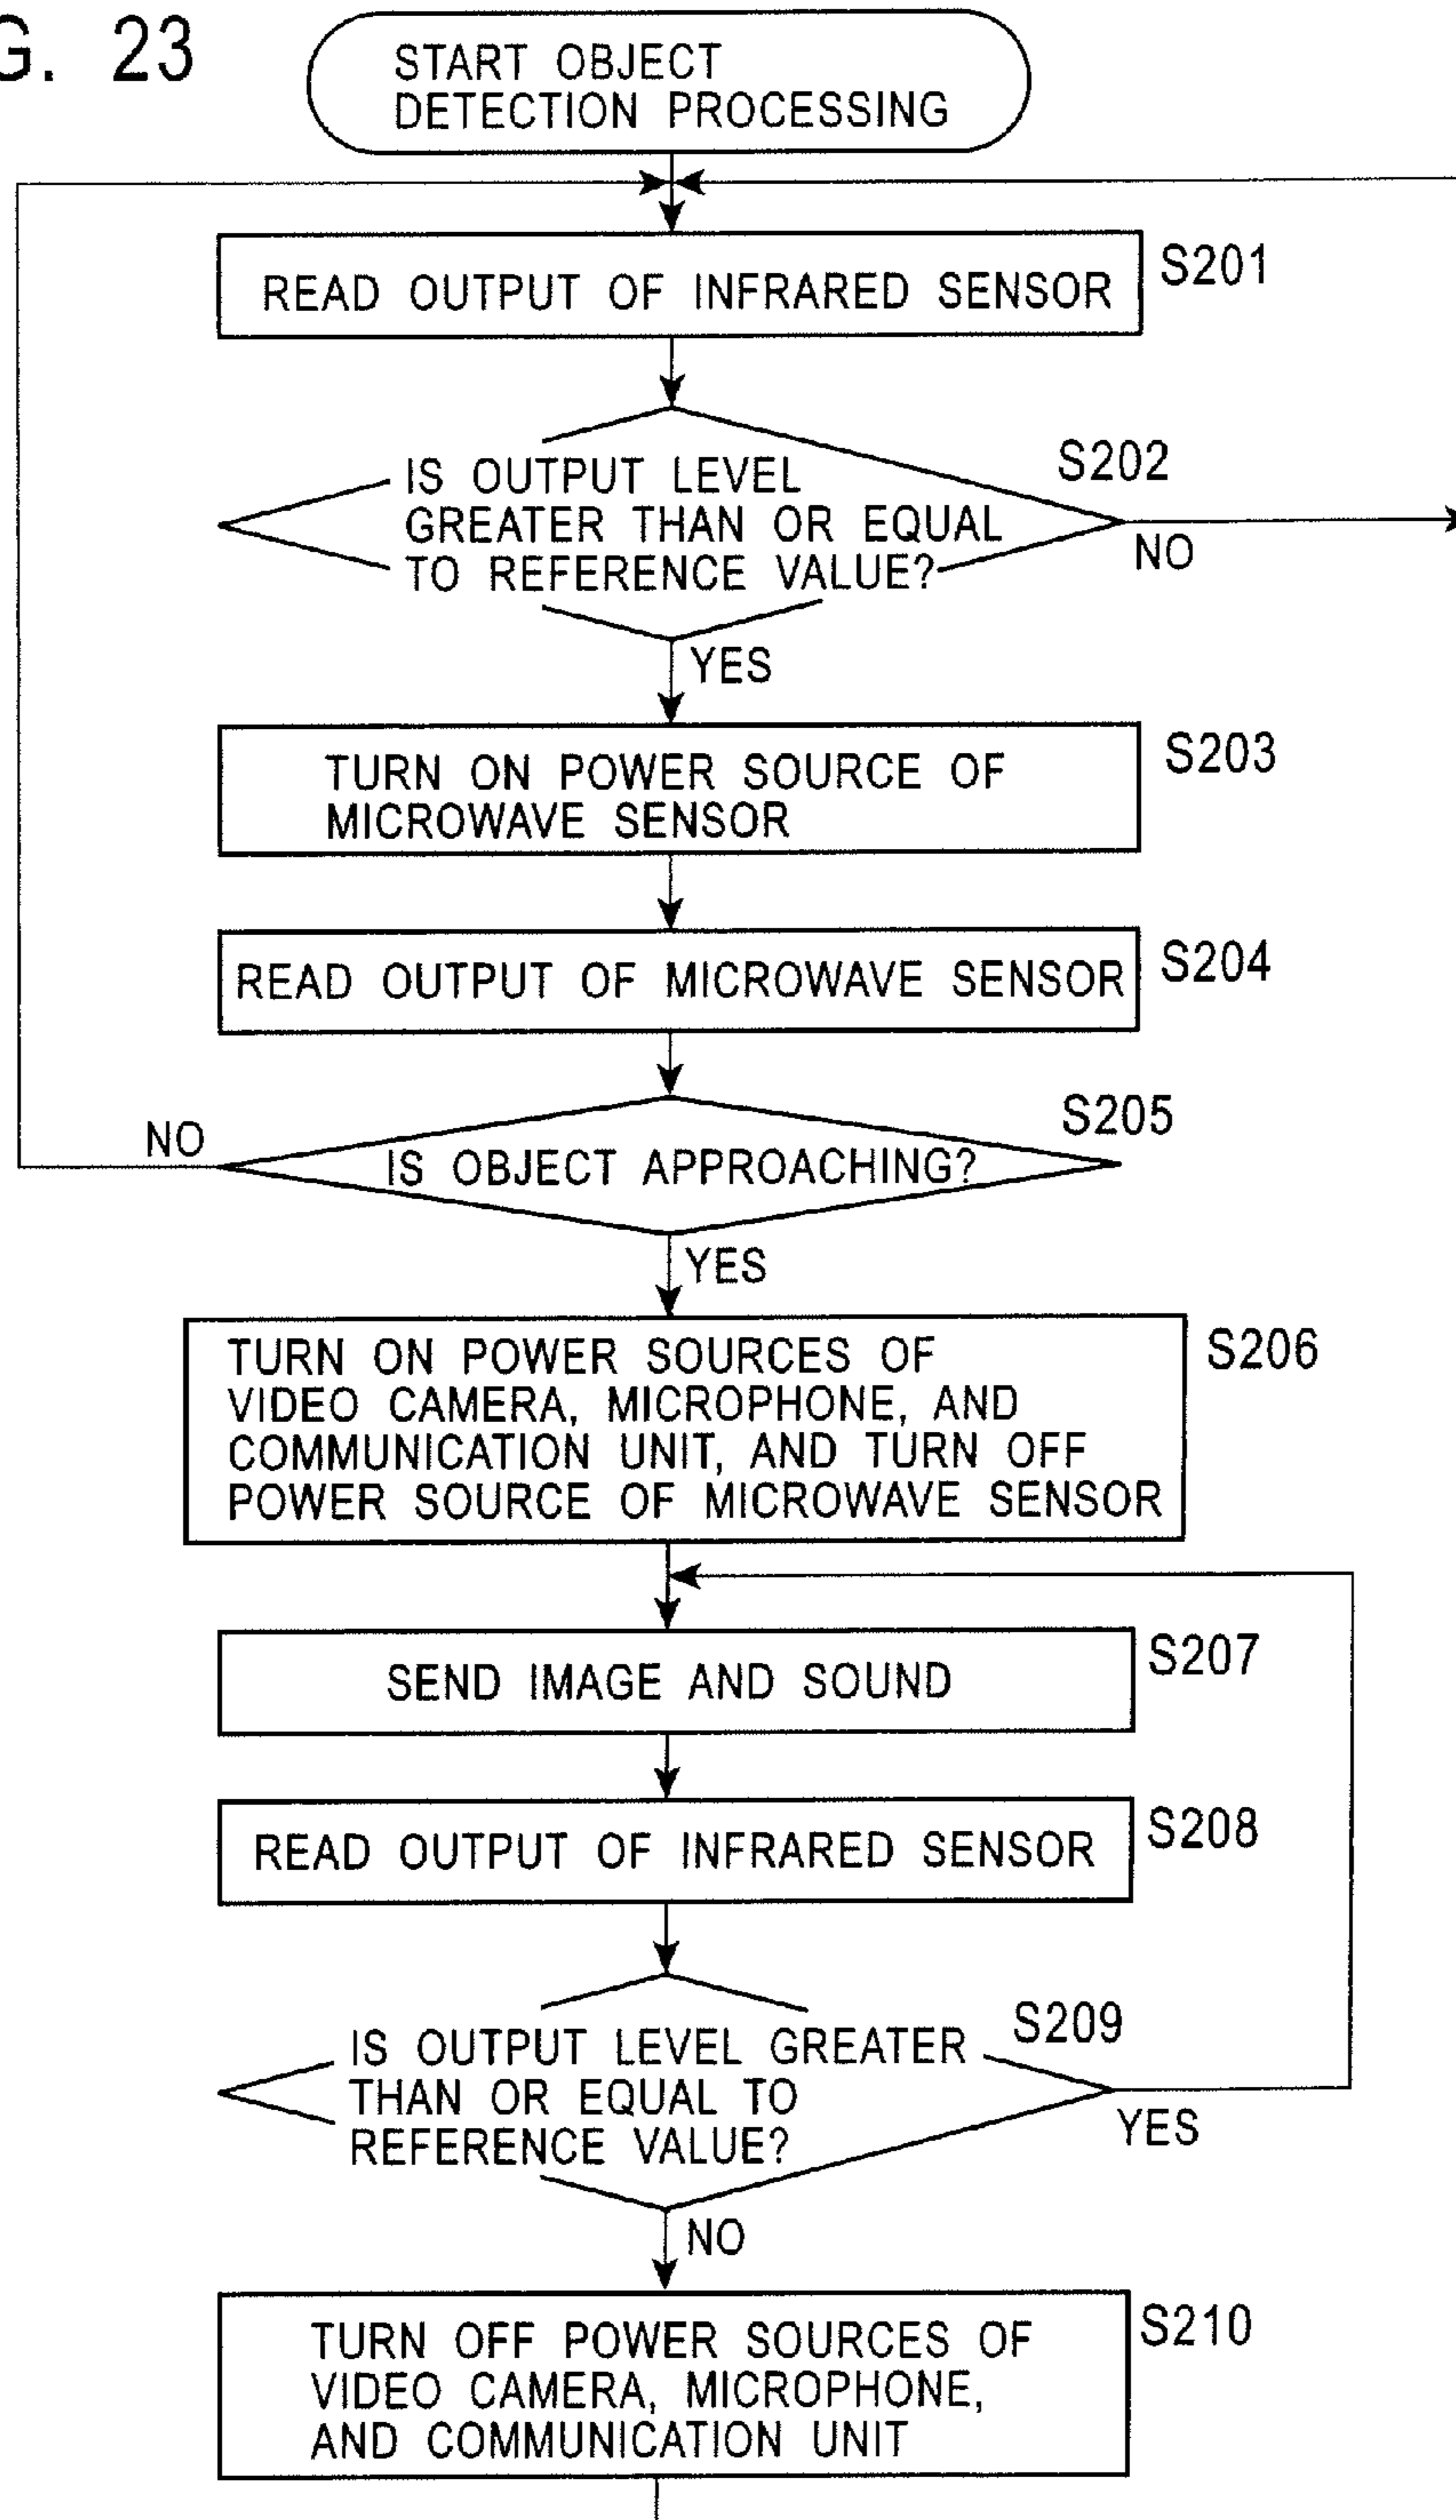 G. 23
START OBJECT
DETECTION PROCESSING
READ OUTPUT OF INFRARED SENSOR
S201
IS OUTPUT LEVEL
GREATER THAN OR EQUAL
TO REFERENCE VALUE?
S202
NO
YES
TURN ON POWER SOURCE OF
MICROWAVE SENSOR
S203
READ OUTPUT OF MICROWAVE SENSOR
S204
NO
IS OBJECT APPROACHING?
S205
YES
TURN ON POWER SOURCES OF
VIDEO CAMERA, MICROPHONE, AND
COMMUNICATION UNIT, AND TURN OFF
POWER SOURCE OF MICROWAVE SENSOR
S206
SEND IMAGE AND SOUND
S207
READ OUTPUT OF INFRARED SENSOR
S208
IS OUTPUT LEVEL GREATER
THAN OR EQUAL TO
REFERENCE VALUE?
S209
YES
NO
TURN OFF POWER SOURCES OF
VIDEO CAMERA, MICROPHONE,
AND COMMUNICATION UNIT
S210